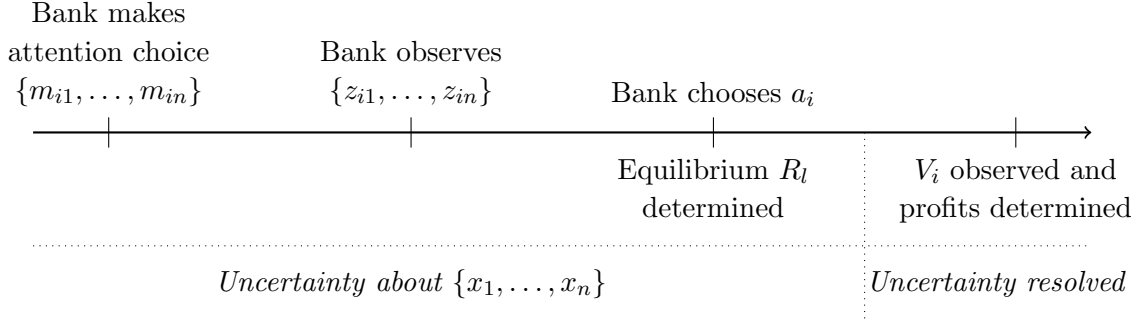 Bank makes
attention choice
{m_{i1}, . . . , m_{in}}
Bank observes
{z_{i1}, . . . , z_{in}}
Bank chooses a_i
Equilibrium R_l
determined
V_i observed and
profits determined
Uncertainty about {x_1, . . . , x_n}
Uncertainty resolved